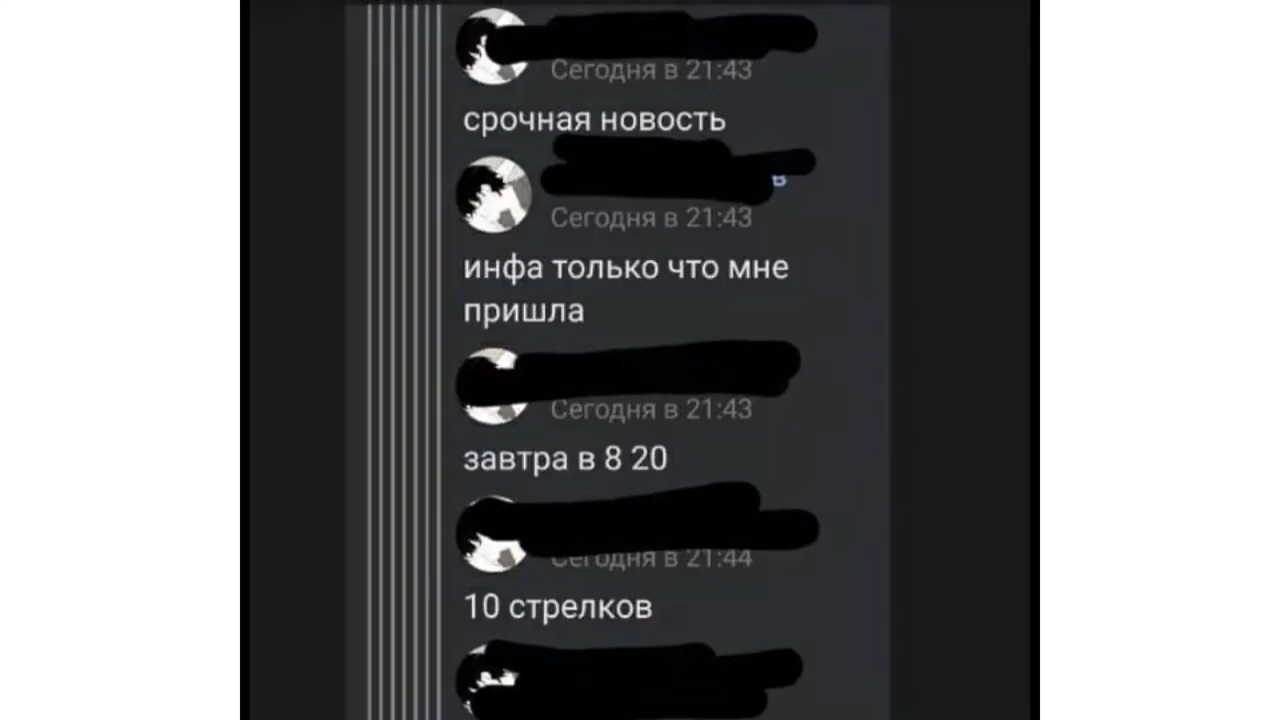 Сегодня в 21:43
срочная новость
в
Сегодня в 21:43
инфа только что мне
пришла
Сегодня в 21:43
завтра в 8 20
Сегодня в 21:44
10 стрелков